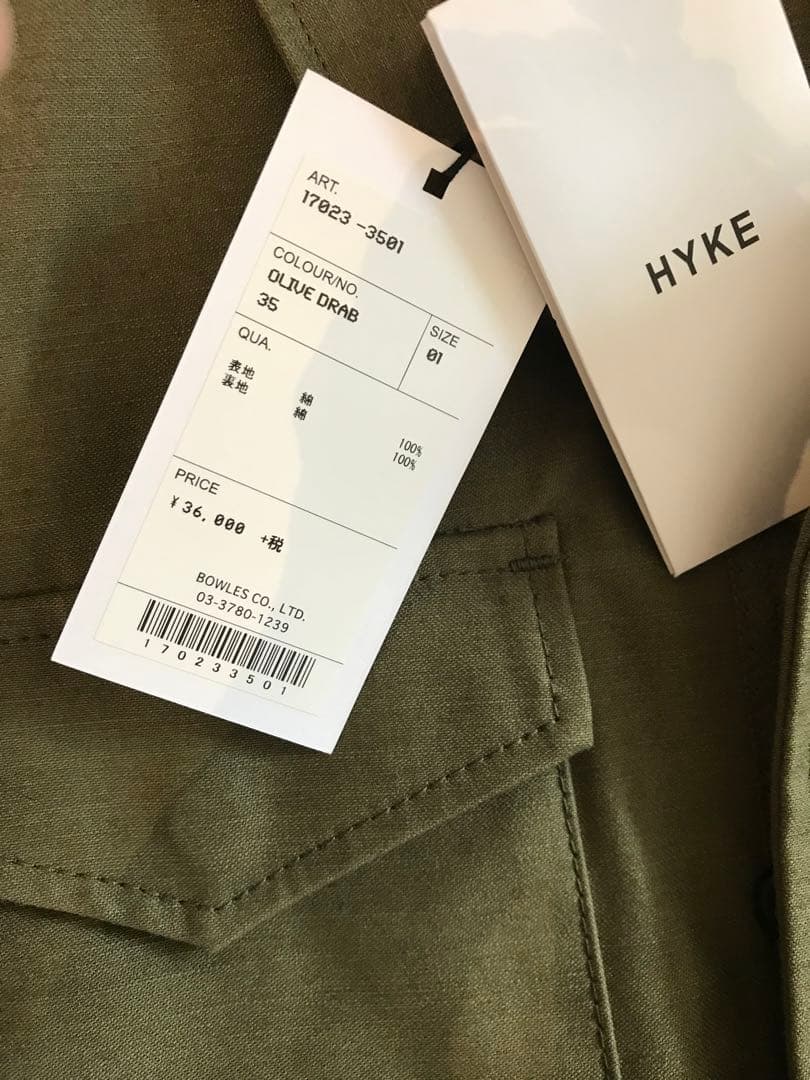 ART.
17023-3501
COLOUR/NO.
OLIVE DRAB
35
SIZE
01
QUA.
表地 綿 100%
裏地 綿 100%
PRICE
¥36,000 +税
BOWLES CO., LTD.
03-3780-1239
170233501
HYKE